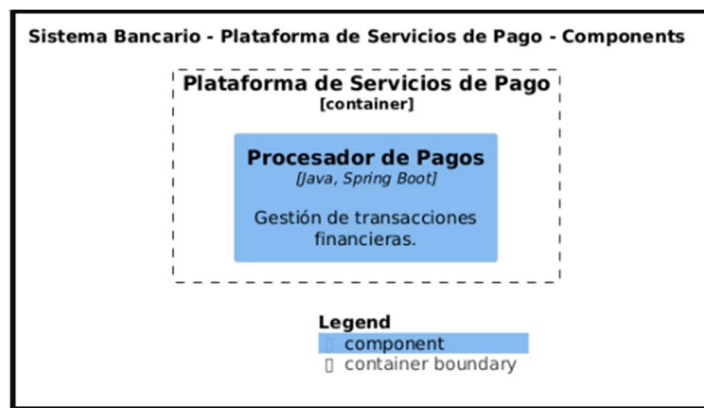 Sistema Bancario - Plataforma de Servicios de Pago - Components
Plataforma de Servicios de Pago
[container]
Procesador de Pagos
[Java, Spring Boot]
Gestión de transacciones
financieras.
Legend
component
container boundary